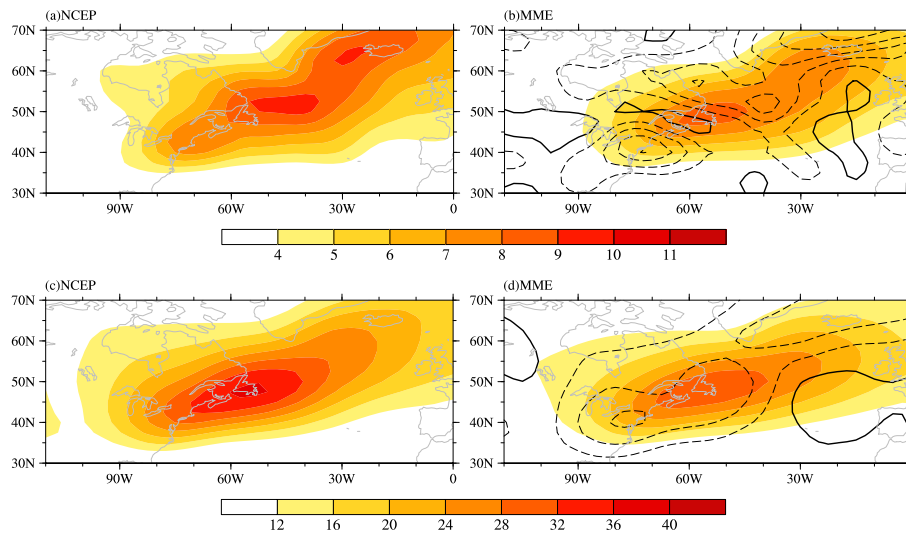 (a)NCEP (b)MME
70N 70N
60N 60N
50N 50N
40N 40N
30N 30N
90W 60W 30W 0 90W 60W 30W
4 5 6 7 8 9 10 11
(c)NCEP (d)MME
70N 70N
60N 60N
50N 50N
40N 40N
30N 30N
90W 60W 30W 0 90W 60W 30W
12 16 20 24 28 32 36 40